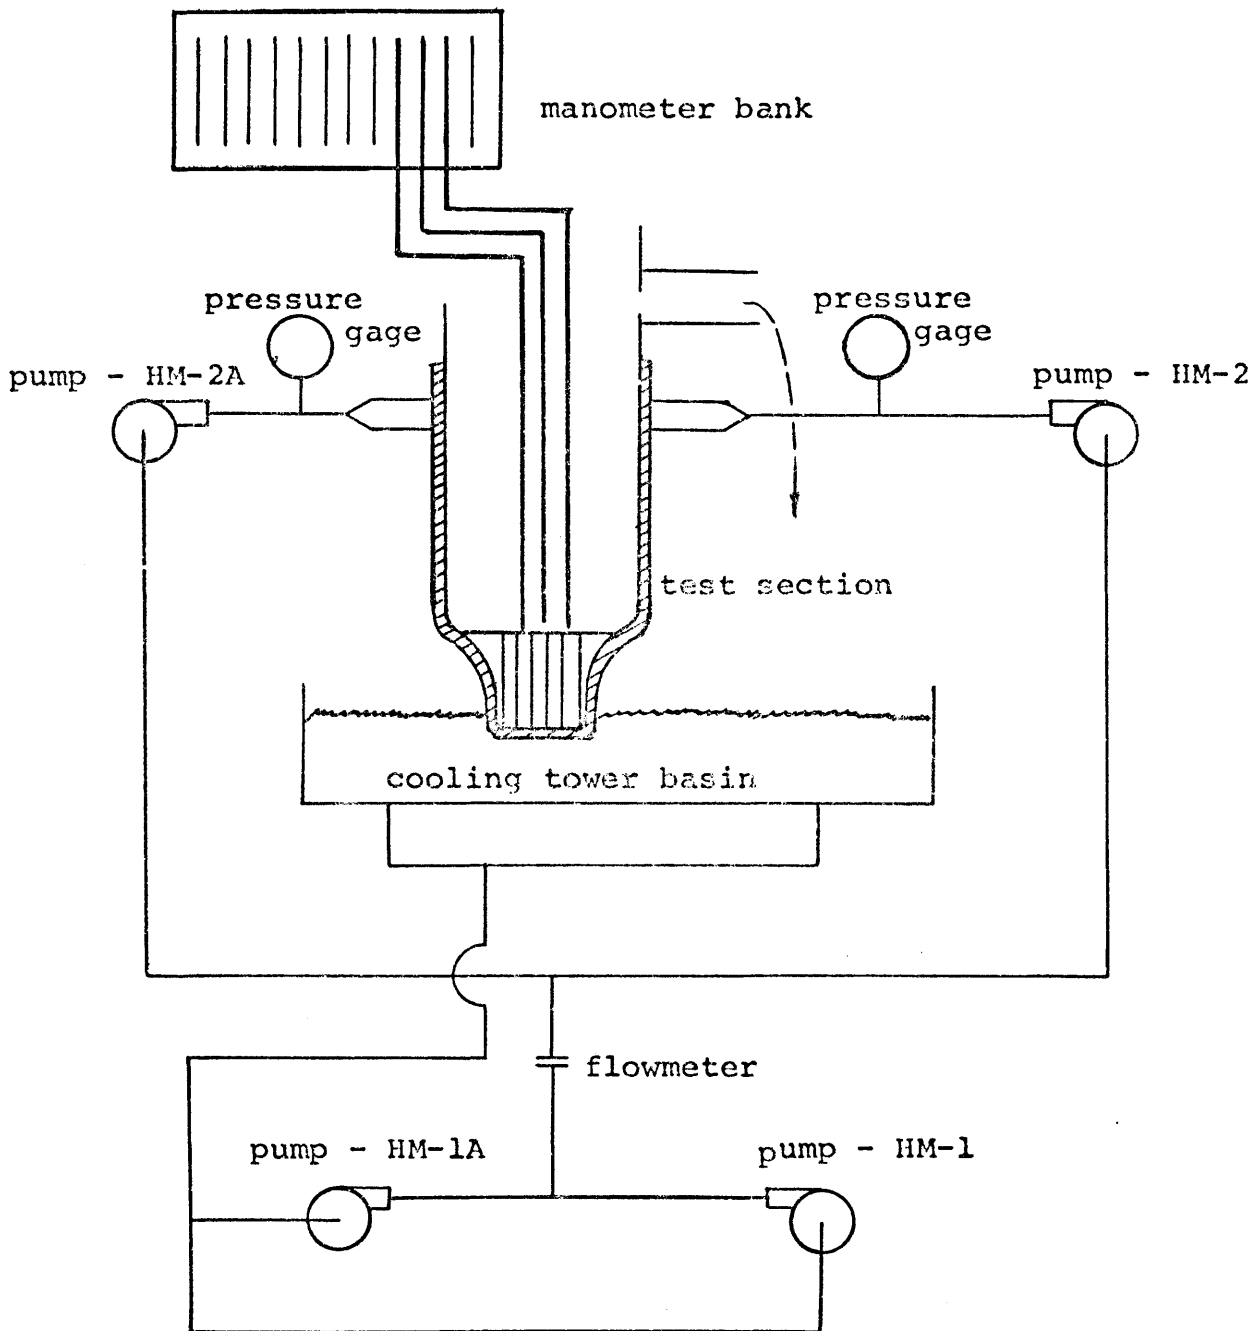 manometer bank
pressure
gage
pressure
gage
pump - HM-2A
pump - HM-2
test section
cooling tower basin
flowmeter
pump - HM-1A
pump - HM-1